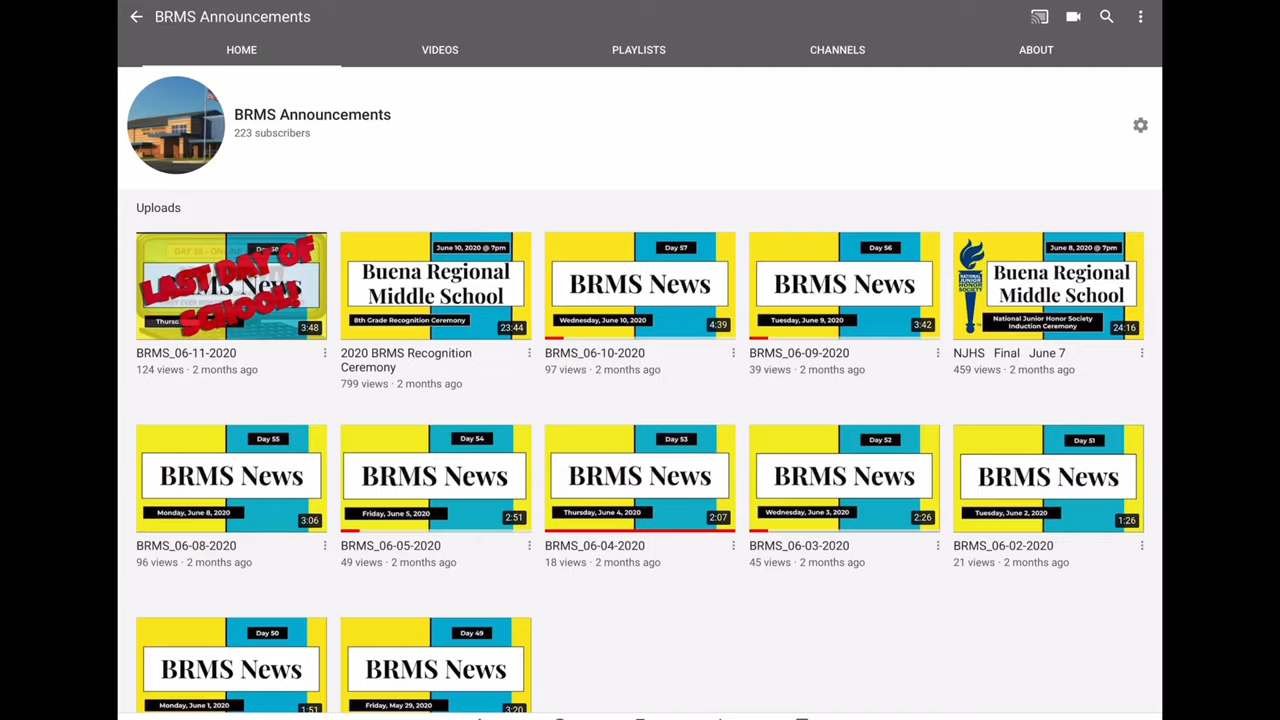 BRMS Announcements
HOME
VIDEOS
PLAYLISTS
CHANNELS
ABOUT
BRMS Announcements
223 subscribers
Uploads
LAST DAY OF
SCHOOL!
3:48
BRMS_06-11-2020
124 views · 2 months ago
June 10, 2020 @ 7pm
Buena Regional
Middle School
8th Grade Recognition Ceremony
23:44
2020 BRMS Recognition
Ceremony
799 views · 2 months ago
Day 57
BRMS News
Wednesday, June 10, 2020
4:39
BRMS_06-10-2020
97 views · 2 months ago
Day 56
BRMS News
Tuesday, June 9, 2020
3:42
BRMS_06-09-2020
39 views · 2 months ago
June 8, 2020 @ 7pm
NATIONAL
JUNIOR
HONOR
SOCIETY
Buena Regional
Middle School
National Junior Honor Society
Induction Ceremony
24:16
NJHS Final June 7
459 views · 2 months ago
Day 55
BRMS News
Monday, June 8, 2020
3:06
BRMS_06-08-2020
96 views · 2 months ago
Day 54
BRMS News
Friday, June 5, 2020
2:51
BRMS_06-05-2020
49 views · 2 months ago
Day 53
BRMS News
Thursday, June 4, 2020
2:07
BRMS_06-04-2020
18 views · 2 months ago
Day 52
BRMS News
Wednesday, June 3, 2020
2:26
BRMS_06-03-2020
45 views · 2 months ago
Day 51
BRMS News
Tuesday, June 2, 2020
1:26
BRMS_06-02-2020
21 views · 2 months ago
Day 50
BRMS News
Monday, June 1, 2020
1:51
Day 49
BRMS News
Friday, May 29, 2020
3:20